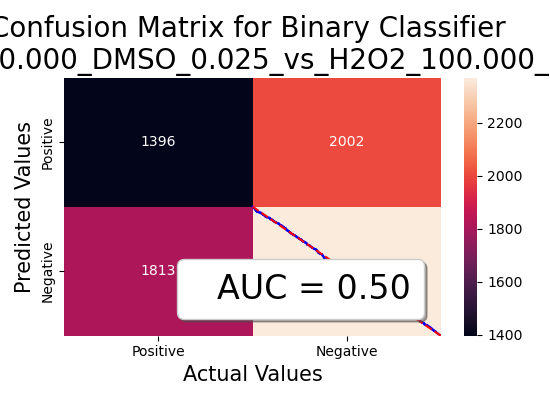 Confusion Matrix for Binary Classifier
0.000_DMSO_0.025_vs_H2O2_100.000_
Predicted Values
Positive
Negative
1396
2002
1813
AUC = 0.50
Positive
Negative
Actual Values
2200
2000
1800
1600
1400